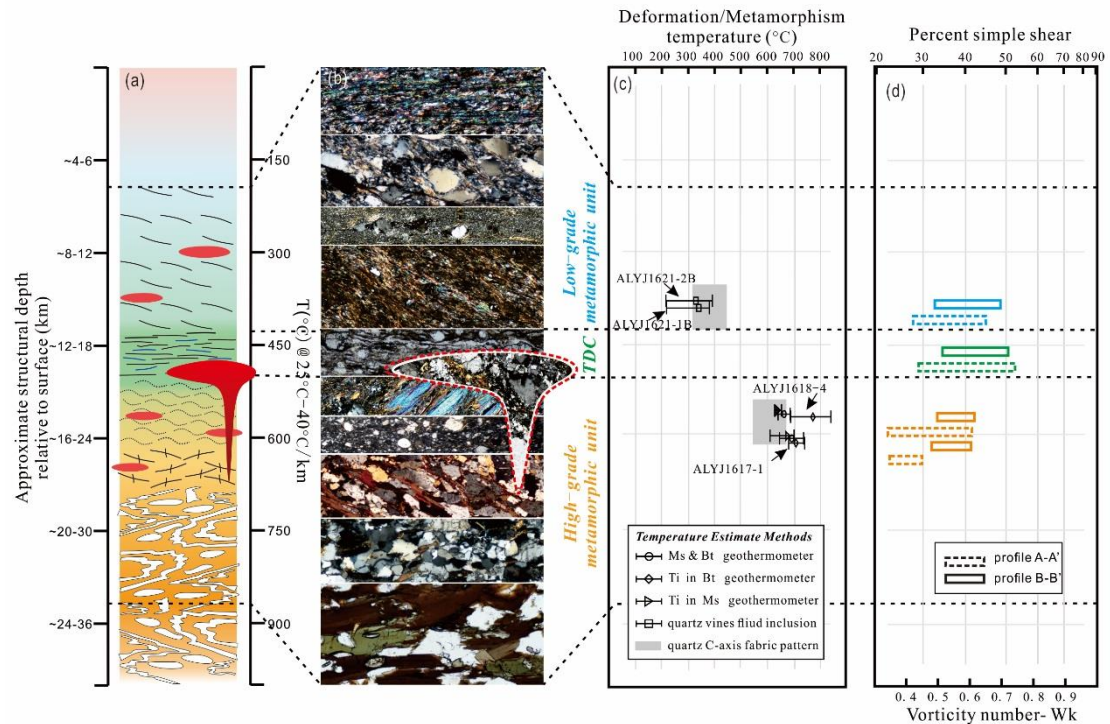 Deformation/Metamorphism
temperature (°C)
100 200 300 400 500 600 700 800
Percent simple shear
20 30 40 50 60 70 80 90 99
(a)
(b)
(c)
(d)
Approximate structural depth
relative to surface (km)
~4-6
~8-12
~12-18
~16-24
~20-30
~24-36
150
300
450
600
750
900
T(°c) @ 25°C-40°C/km
Low-grade
metamorphic unit
TDC
High-grade
metamorphic unit
ALYJ1621-2B
ALYJ1621-1B
ALYJ1618-4
ALYJ1617-1
Temperature Estimate Methods
Ms & Bt geothermometer
Ti in Bt geothermometer
Ti in Ms geothermometer
quartz vines fliud inclusion
quartz C-axis fabric pattern
profile A-A'
profile B-B'
0.4 0.5 0.6 0.7 0.8 0.9
Vorticity number- Wk